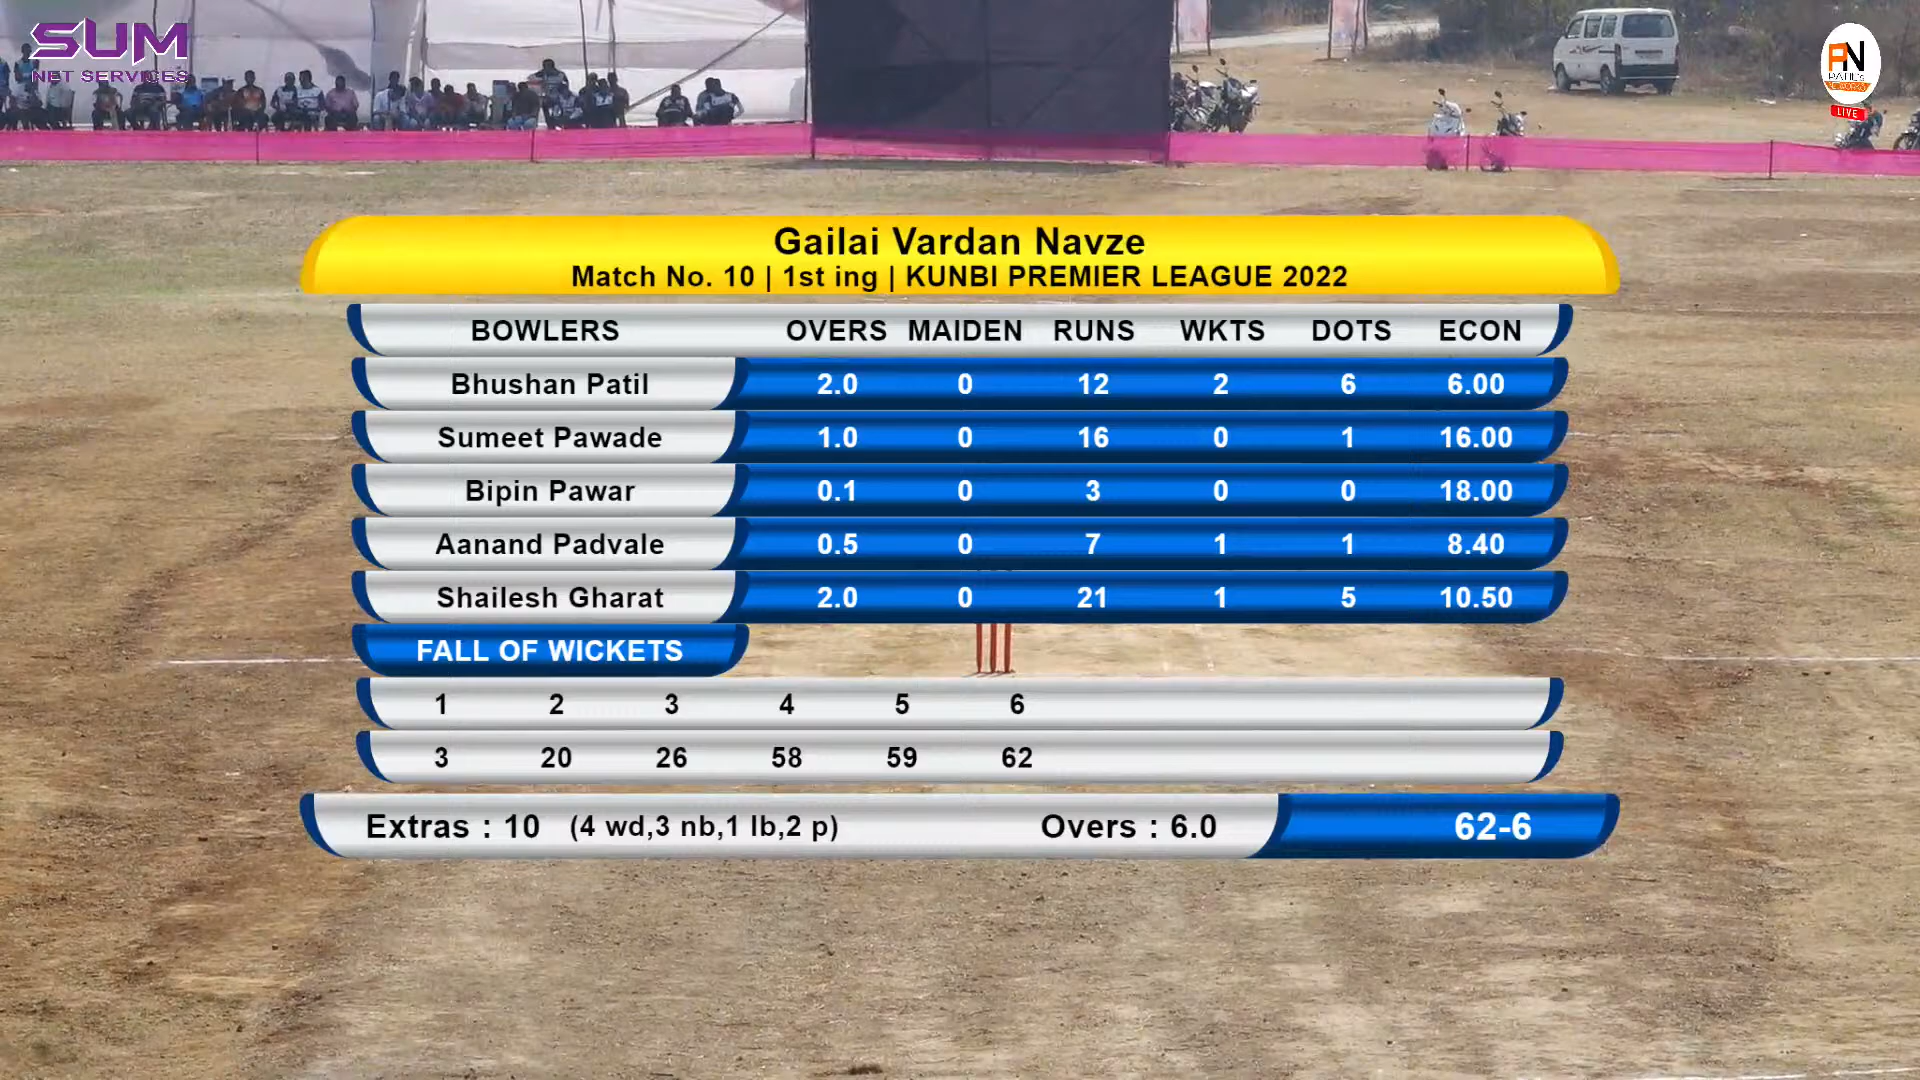 SUM
NET SERVICES
PN
PATIL'S
LIVE
Gailai Vardan Navze
Match No. 10 | 1st ing | KUNBI PREMIER LEAGUE 2022
BOWLERS OVERS MAIDEN RUNS WKTS DOTS ECON
Bhushan Patil 2.0 0 12 2 6 6.00
Sumeet Pawade 1.0 0 16 0 1 16.00
Bipin Pawar 0.1 0 3 0 0 18.00
Aanand Padvale 0.5 0 7 1 1 8.40
Shailesh Gharat 2.0 0 21 1 5 10.50
FALL OF WICKETS
1 2 3 4 5 6
3 20 26 58 59 62
Extras : 10 (4 wd,3 nb,1 lb,2 p) Overs : 6.0 62-6